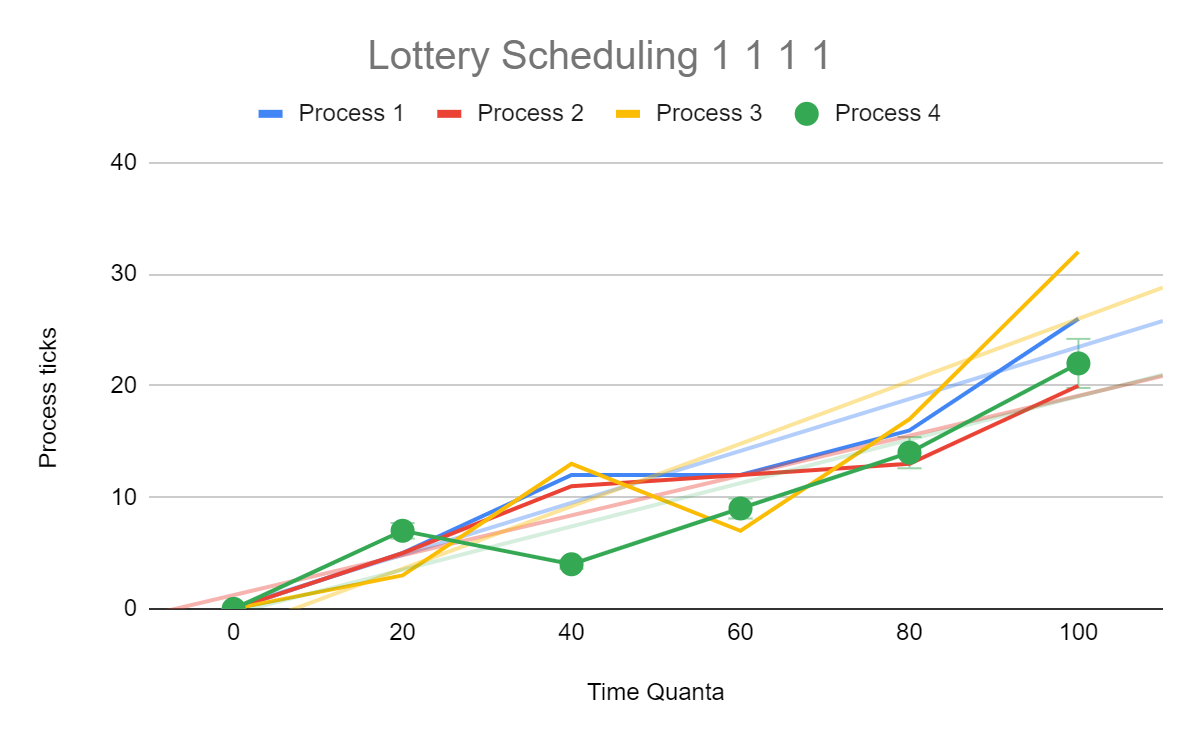 Lottery Scheduling 1 1 1 1
Process 1 Process 2 Process 3 Process 4
40
30
20
10
0
Process ticks
0 20 40 60 80 100
Time Quanta